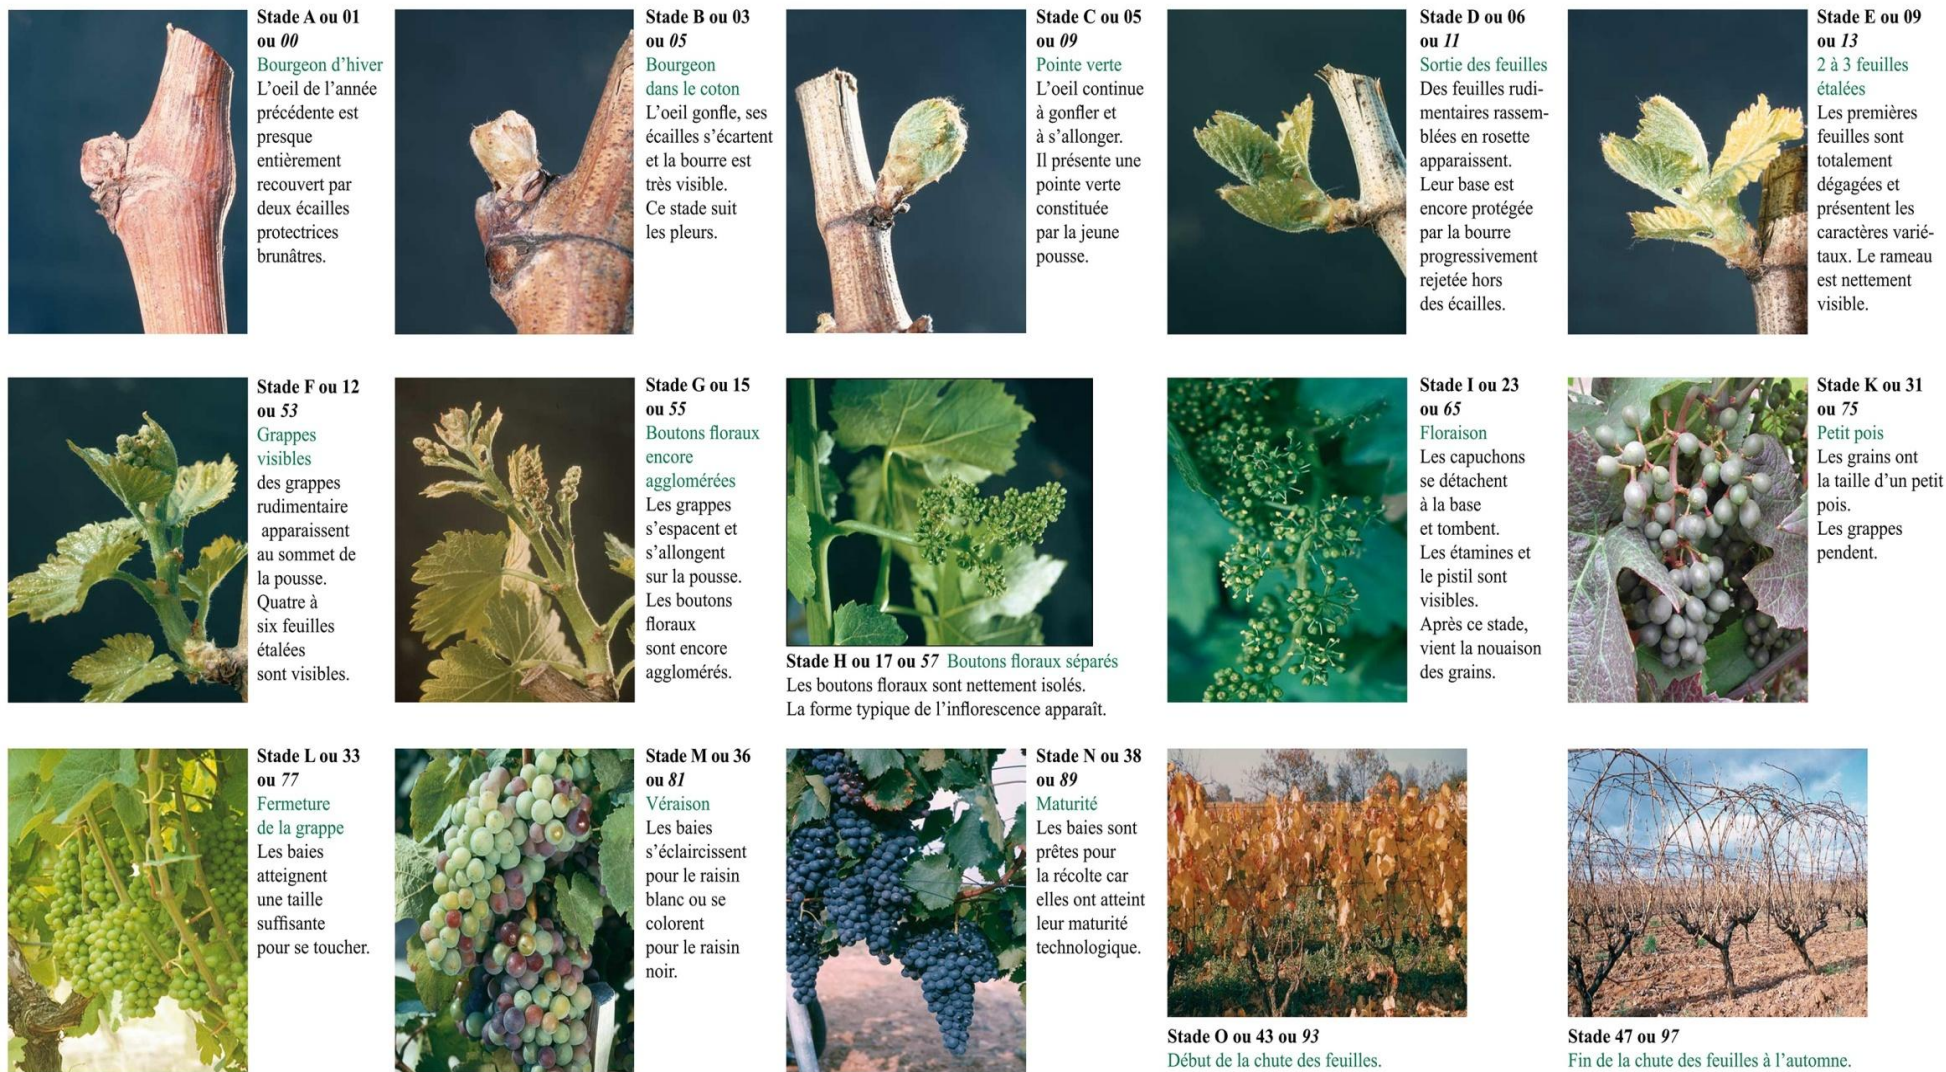 Stade A ou 01
ou 00
Bourgeon d'hiver
L'oeil de l'année
précédente est
presque
entièrement
recouvert par
deux écailles
protectrices
brunâtres.
Stade B ou 03
ou 05
Bourgeon
dans le coton
L'oeil gonfle, ses
écailles s'écartent
et la bourre est
très visible.
Ce stade suit
les pleurs.
Stade C ou 05
ou 09
Pointe verte
L'oeil continue
à gonfler et
à s'allonger.
Il présente une
pointe verte
constituée
par la jeune
pousse.
Stade D ou 06
ou 11
Sortie des feuilles
Des feuilles rudi-
mentaires rassem-
blées en rosette
apparaissent.
Leur base est
encore protégée
par la bourre
progressivement
rejetée hors
des écailles.
Stade E ou 09
ou 13
2 à 3 feuilles
étalées
Les premières
feuilles sont
totalement
dégagées et
présentent les
caractères varié-
taux. Le rameau
est nettement
visible.
Stade F ou 12
ou 53
Grappes
visibles
des grappes
rudimentaire
apparaissent
au sommet de
la pousse.
Quatre à
six feuilles
étalées
sont visibles.
Stade G ou 15
ou 55
Boutons floraux
encore
agglomérées
Les grappes
s'espacent et
s'allongent
sur la pousse.
Les boutons
floraux
sont encore
agglomérés.
Stade H ou 17 ou 57 Boutons floraux séparés
Les boutons floraux sont nettement isolés.
La forme typique de l'inflorescence apparaît.
Stade I ou 23
ou 65
Floraison
Les capuchons
se détachent
à la base
et tombent.
Les étamines et
le pistil sont
visibles.
Après ce stade,
vient la nouaison
des grains.
Stade K ou 31
ou 75
Petit pois
Les grains ont
la taille d'un petit
pois.
Les grappes
pendent.
Stade L ou 33
ou 77
Fermeture
de la grappe
Les baies
atteignent
une taille
suffisante
pour se toucher.
Stade M ou 36
ou 81
Véraison
Les baies
s'éclaircissent
pour le raisin
blanc ou se
colorent
pour le raisin
noir.
Stade N ou 38
ou 89
Maturité
Les baies sont
prêtes pour
la récolte car
elles ont atteint
leur maturité
technologique.
Stade O ou 43 ou 93
Début de la chute des feuilles.
Stade 47 ou 97
Fin de la chute des feuilles à l'automne.